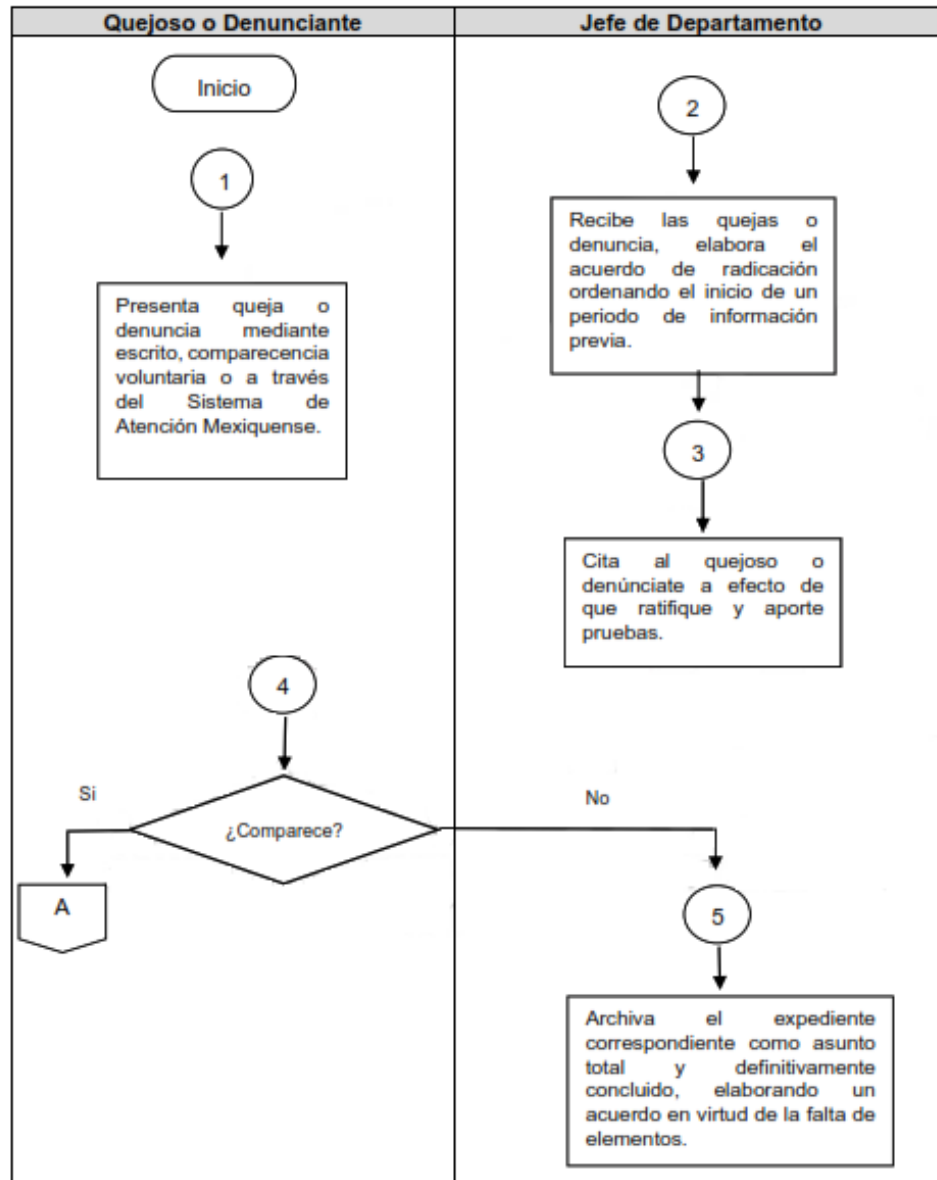 Quejoso o Denunciante
Jefe de Departamento
Inicio
1
Presenta queja o
denuncia mediante
escrito, comparecencia
voluntaria o a través
del Sistema de
Atención Mexiquense.
2
Recibe las quejas o
denuncia, elabora el
acuerdo de radicación
ordenando el inicio de un
periodo de información
previa.
3
Cita al quejoso o
denúnciate a efecto de
que ratifique y aporte
pruebas.
4
¿Comparece?
Si
A
No
5
Archiva el expediente
correspondiente como asunto
total y definitivamente
concluido, elaborando un
acuerdo en virtud de la falta de
elementos.